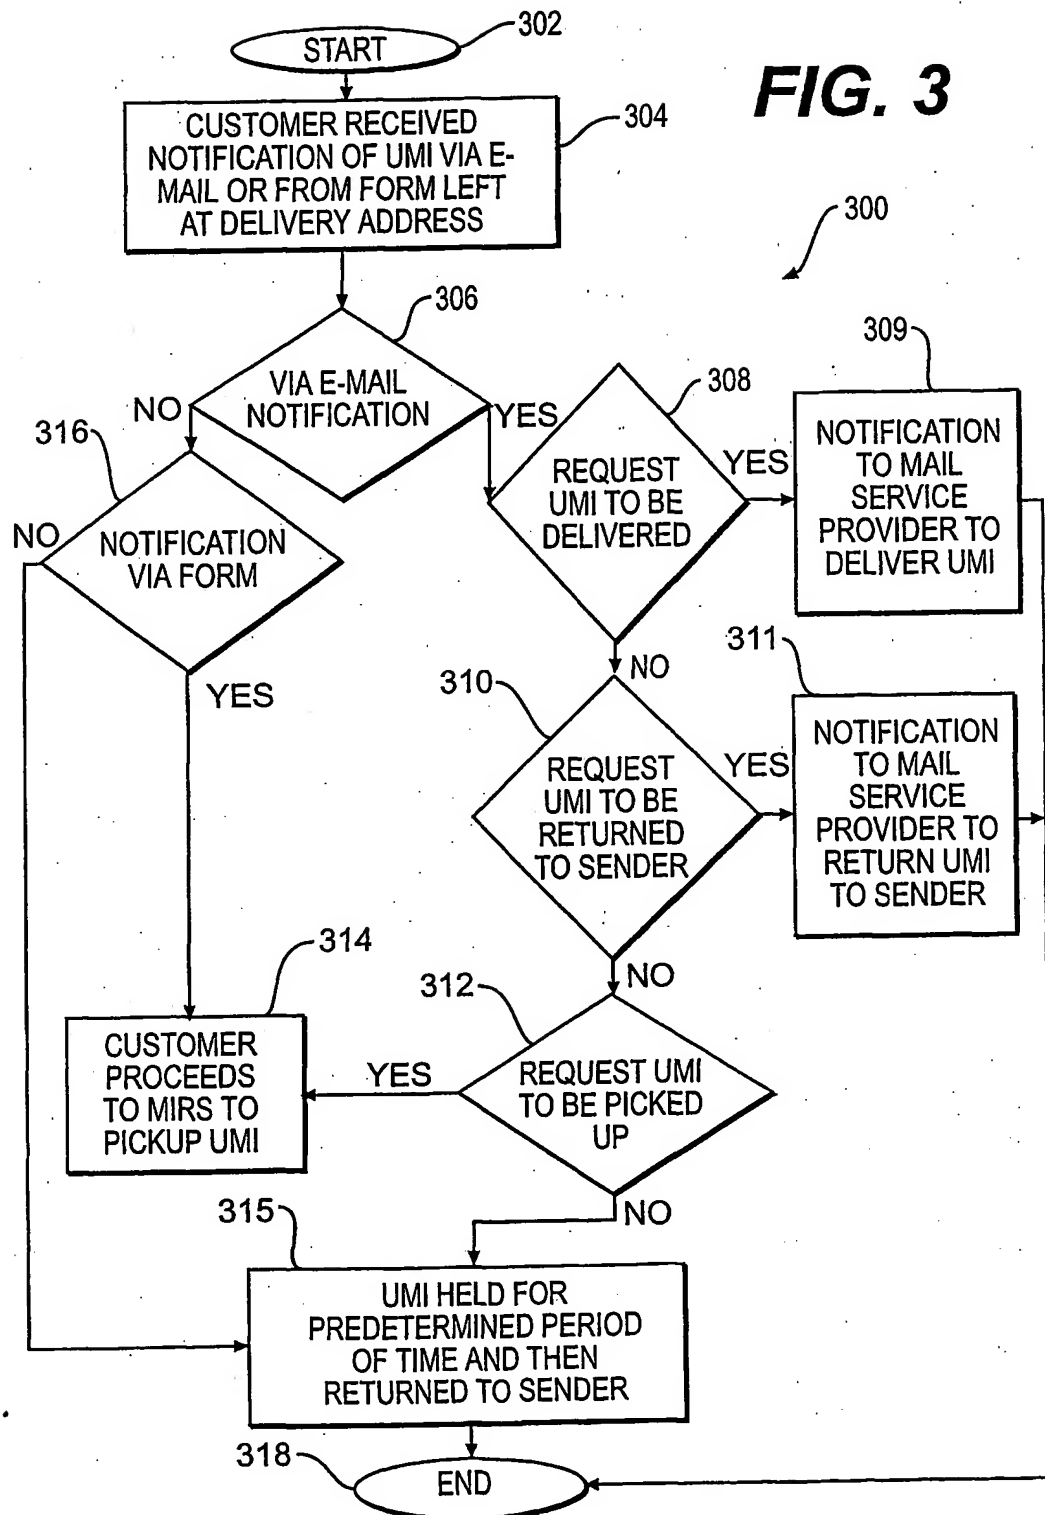 302
START
FIG. 3
CUSTOMER RECEIVED
NOTIFICATION OF UMI VIA E-
MAIL OR FROM FORM LEFT
AT DELIVERY ADDRESS
304
300
306
VIA E-MAIL
NOTIFICATION
NO
YES
308
309
316
REQUEST
UMI TO BE
DELIVERED
YES
NOTIFICATION
TO MAIL
SERVICE
PROVIDER TO
DELIVER UMI
NO
NOTIFICATION
VIA FORM
YES
NO
310
311
REQUEST
UMI TO BE
RETURNED
TO SENDER
YES
NOTIFICATION
TO MAIL
SERVICE
PROVIDER TO
RETURN UMI
TO SENDER
314
NO
312
CUSTOMER
PROCEEDS
TO MIRS TO
PICKUP UMI
YES
REQUEST UMI
TO BE PICKED
UP
NO
315
UMI HELD FOR
PREDETERMINED PERIOD
OF TIME AND THEN
RETURNED TO SENDER
318
END